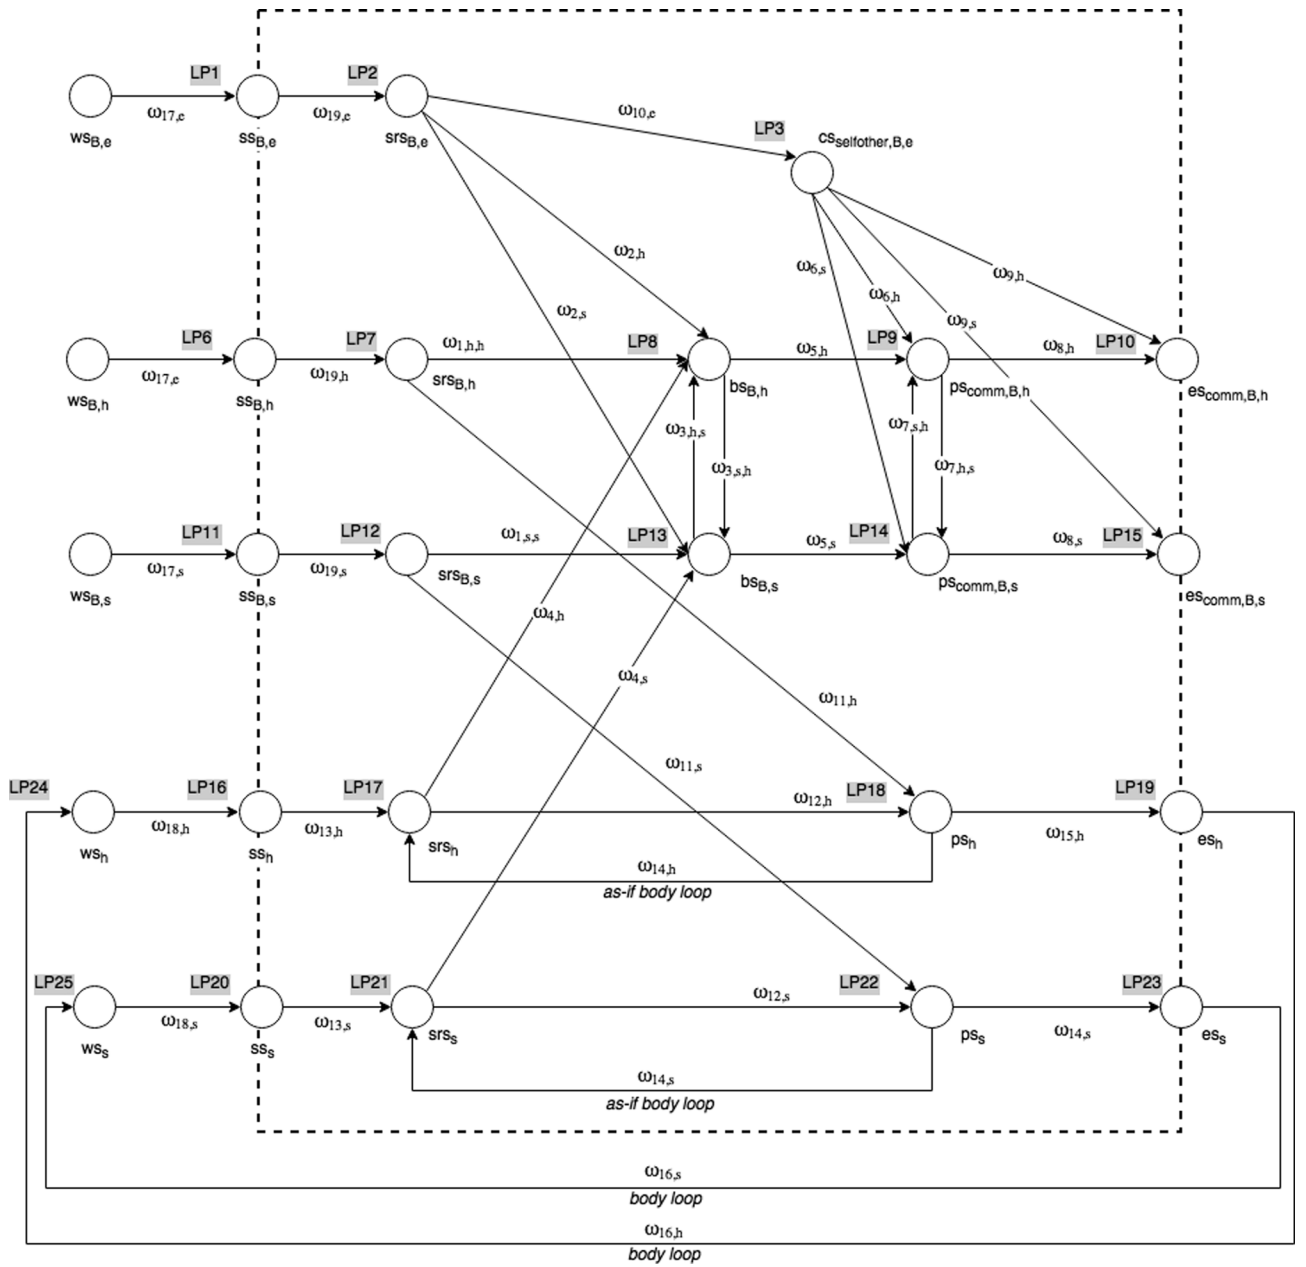 LP1
LP2
ω17,e
ω19,e
wsB,e
ssB,e
srsB,e
ω10,e
LP3
csselfother,B,e
ω2,h
ω6,s
ω9,h
ω6,h
ω2,s
ω9,s
LP6
LP7
ω1,h,h
LP8
ω5,h
LP9
ω8,h
LP10
ω17,e
ω19,h
wsB,h
ssB,h
srsB,h
bsB,h
pscomm,B,h
escomm,B,h
ω3,h,s
ω7,s,h
ω3,s,h
ω7,h,s
LP11
LP12
ω1,s,s
LP13
ω5,s
LP14
ω8,s
LP15
ω17,s
ω19,s
wsB,s
ssB,s
srsB,s
bsB,s
pscomm,B,s
escomm,B,s
ω4,h
ω4,s
ω11,h
ω11,s
LP24
LP16
LP17
ω12,h
LP18
LP19
ω18,h
ω13,h
ω15,h
wsh
ssh
srsh
psh
esh
ω14,h
as-if body loop
LP25
LP20
LP21
ω12,s
LP22
LP23
ω18,s
ω13,s
ω14,s
wss
sss
srss
pss
ess
ω14,s
as-if body loop
ω16,s
body loop
ω16,h
body loop